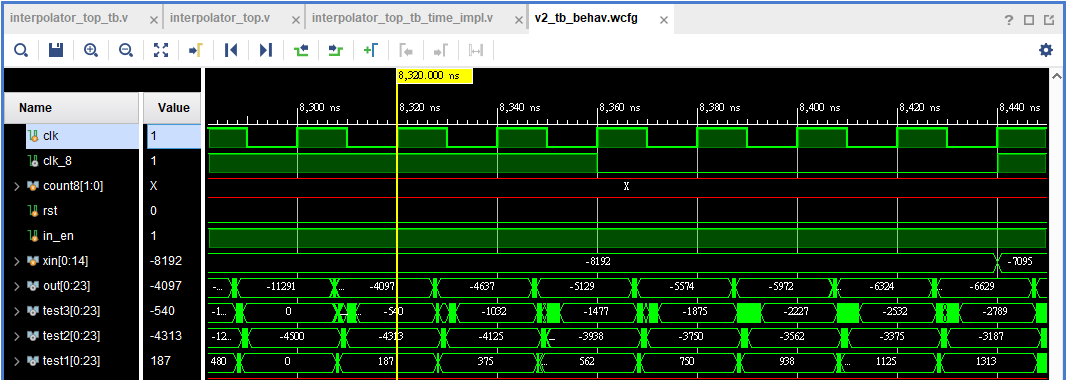 interpolator_top_tb.v × interpolator_top.v × interpolator_top_tb_time_impl.v × v2_tb_behav.wcfg ×
8,320.000 ns
Name Value 8,300 ns 8,320 ns 8,340 ns 8,360 ns 8,380 ns 8,400 ns 8,420 ns 8,440 ns
clk 1
clk_8 1
count8[1:0] X X
rst 0
in_en 1
xin[0:14] -8192 -8192 -7095
out[0:23] -4097 -... -11291 -4097 -4637 -5129 -5574 -5972 -6324 -6629
test3[0:23] -540 -1... 0 -540 -1032 -1477 -1875 -2227 -2532 -2789
test2[0:23] -4313 -12... -4500 -4313 -4125 -3938 -3750 -3562 -3375 -3187
test1[0:23] 187 480 0 187 375 562 750 938 1125 1313